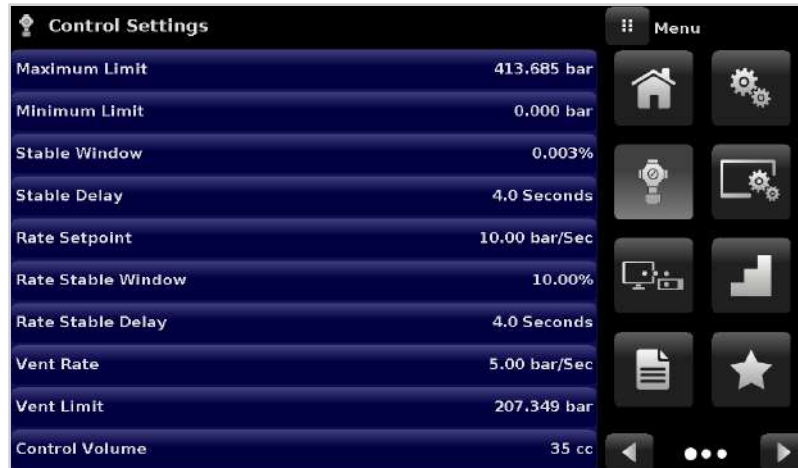 Control Settings
Menu
Maximum Limit 413.685 bar
Minimum Limit 0.000 bar
Stable Window 0.003%
Stable Delay 4.0 Seconds
Rate Setpoint 10.00 bar/Sec
Rate Stable Window 10.00%
Rate Stable Delay 4.0 Seconds
Vent Rate 5.00 bar/Sec
Vent Limit 207.349 bar
Control Volume 35 cc